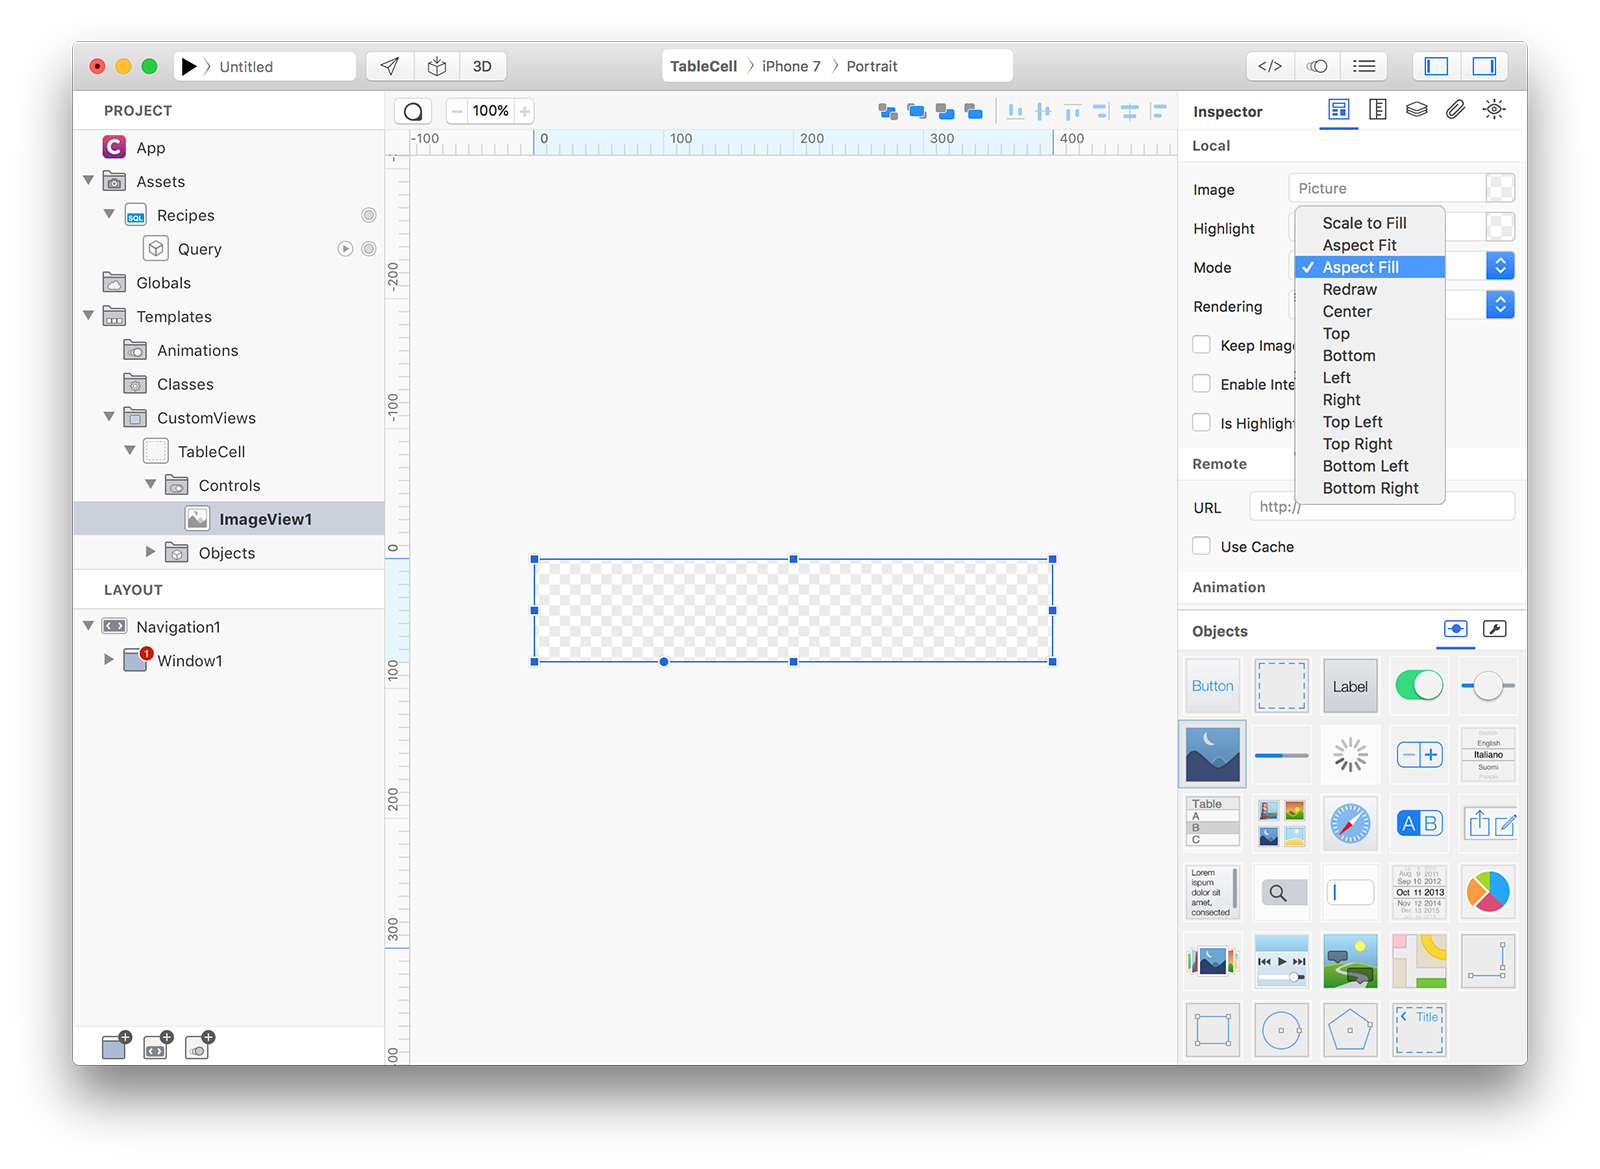 Untitled
3D
TableCell
iPhone 7
Portrait
</>
PROJECT
App
Assets
SQL
Recipes
Query
Globals
Templates
Animations
Classes
CustomViews
TableCell
Controls
ImageView1
Objects
LAYOUT
Navigation1
1
Window1
100%
-100
0
100
200
300
400
-200
-100
0
100
200
300
Inspector
Local
Image
Picture
Highlight
Mode
Rendering
Scale to Fill
Aspect Fit
✓ Aspect Fill
Redraw
Center
Top
Bottom
Left
Right
Top Left
Top Right
Bottom Left
Bottom Right
Keep Image
Enable Inte
Is Highligh
Remote
URL
http://
Use Cache
Animation
Objects
Button
Label
English
Italiano
Suomi
Français
Table
A
B
C
A B
Lorem
ispum
dolor sit
amet,
consected
Aug 9 2011
Sep 10 2012
Oct 11 2013
Nov 12 2014
Dec 13 2015
Title